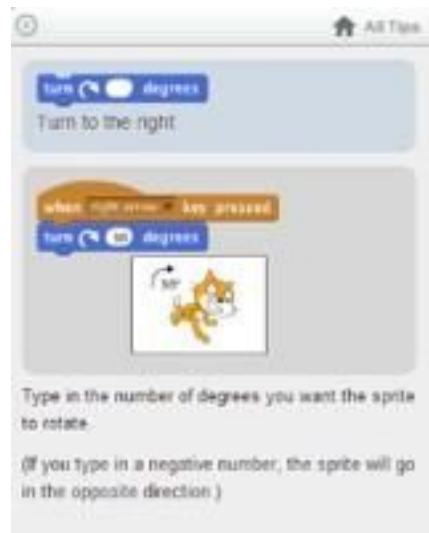 All Tips
turn degrees
Turn to the right
when right arrow key pressed
turn degrees
Type in the number of degrees you want the sprite
to rotate.
(If you type in a negative number, the sprite will go
in the opposite direction.)